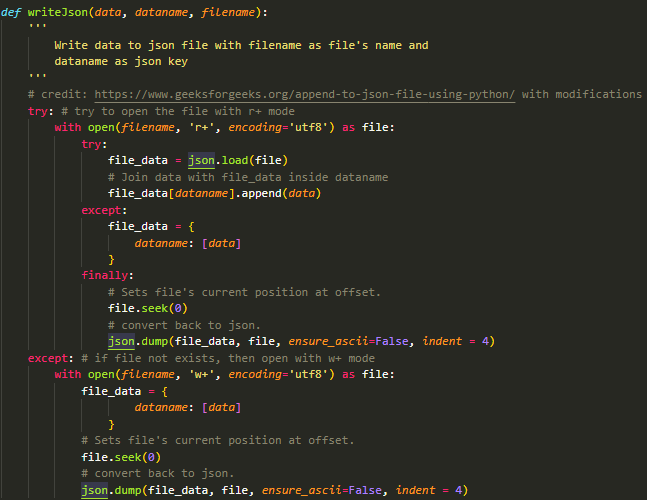 def writeJson(data, dataname, filename):
    '''
        Write data to json file with filename as file's name and
        dataname as json key
    '''
    # credit: https://www.geeksforgeeks.org/append-to-json-file-using-python/ with modifications
    try: # try to open the file with r+ mode
        with open(filename, 'r+', encoding='utf8') as file:
            try:
                file_data = json.load(file)
                # Join data with file_data inside dataname
                file_data[dataname].append(data)
            except:
                file_data = {
                    dataname: [data]
                }
            finally:
                # Sets file's current position at offset.
                file.seek(0)
                # convert back to json.
                json.dump(file_data, file, ensure_ascii=False, indent = 4)
    except: # if file not exists, then open with w+ mode
        with open(filename, 'w+', encoding='utf8') as file:
            file_data = {
                    dataname: [data]
                }
            # Sets file's current position at offset.
            file.seek(0)
            # convert back to json.
            json.dump(file_data, file, ensure_ascii=False, indent = 4)